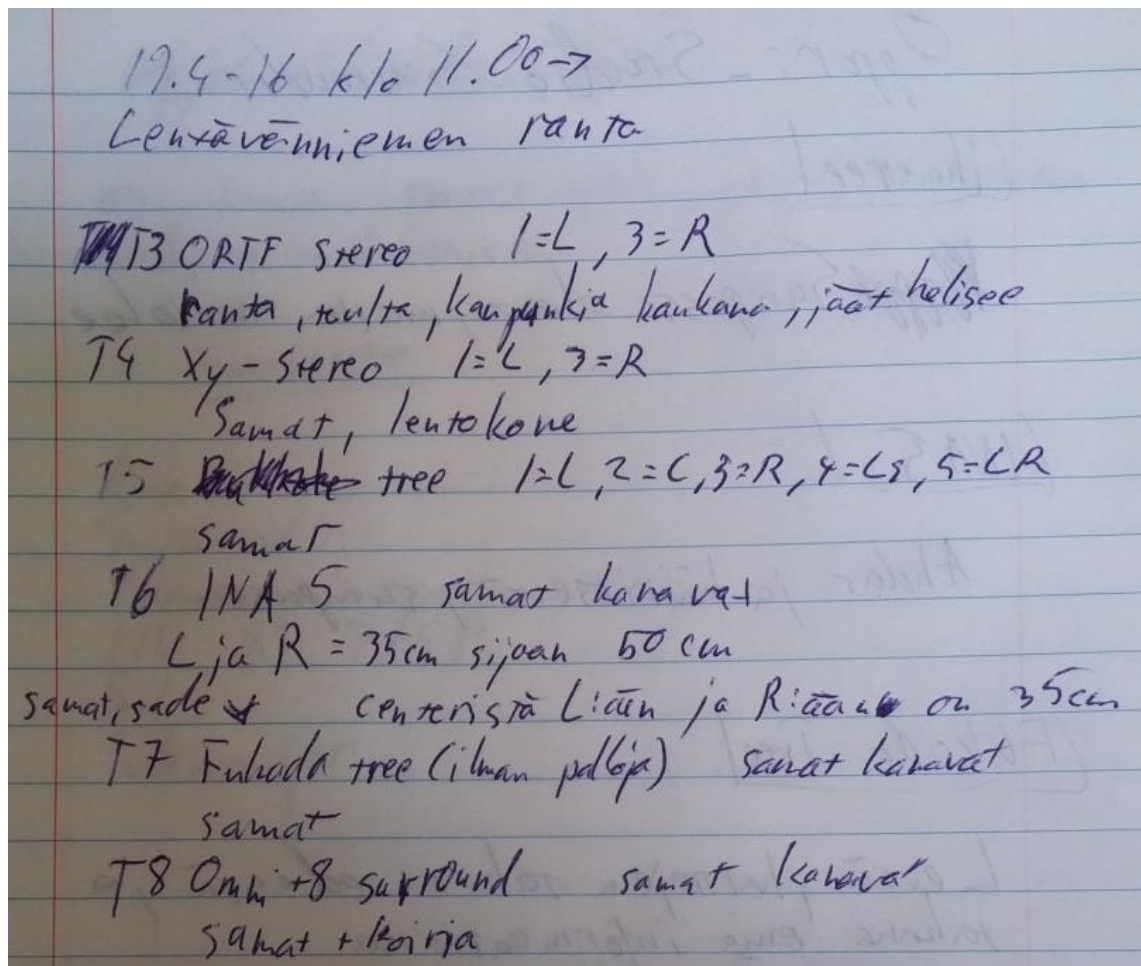 19.4-16 klo 11.00→
Lentävänniemen ranta
T3 ORTF stereo 1=L, 3=R
ranta, tuulta, kaupunkia kaukana, jäät helisee
T4 XY-stereo 1=L, 3=R
samat, lentokone
T5 tree 1=L, 2=C, 3=R, 4=Ls, 5=LR
samat
T6 INA 5 samat kanavat
L ja R = 35cm sijaan 50 cm
samat, sade centeristä L:ään ja R:ään on 35cm
T7 Fukada tree (ilman palloja) samat kanavat
samat
T8 Omni+8 surround samat kanavat
samat + koiria